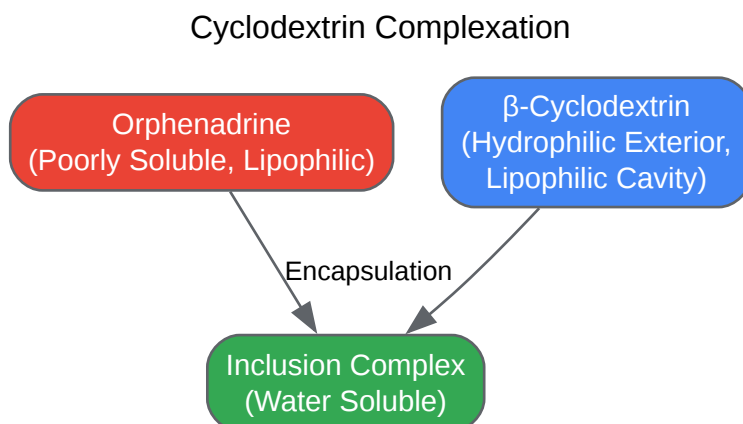 Cyclodextrin Complexation
Orphenadrine
(Poorly Soluble, Lipophilic)
β-Cyclodextrin
(Hydrophilic Exterior,
Lipophilic Cavity)
Encapsulation
Inclusion Complex
(Water Soluble)